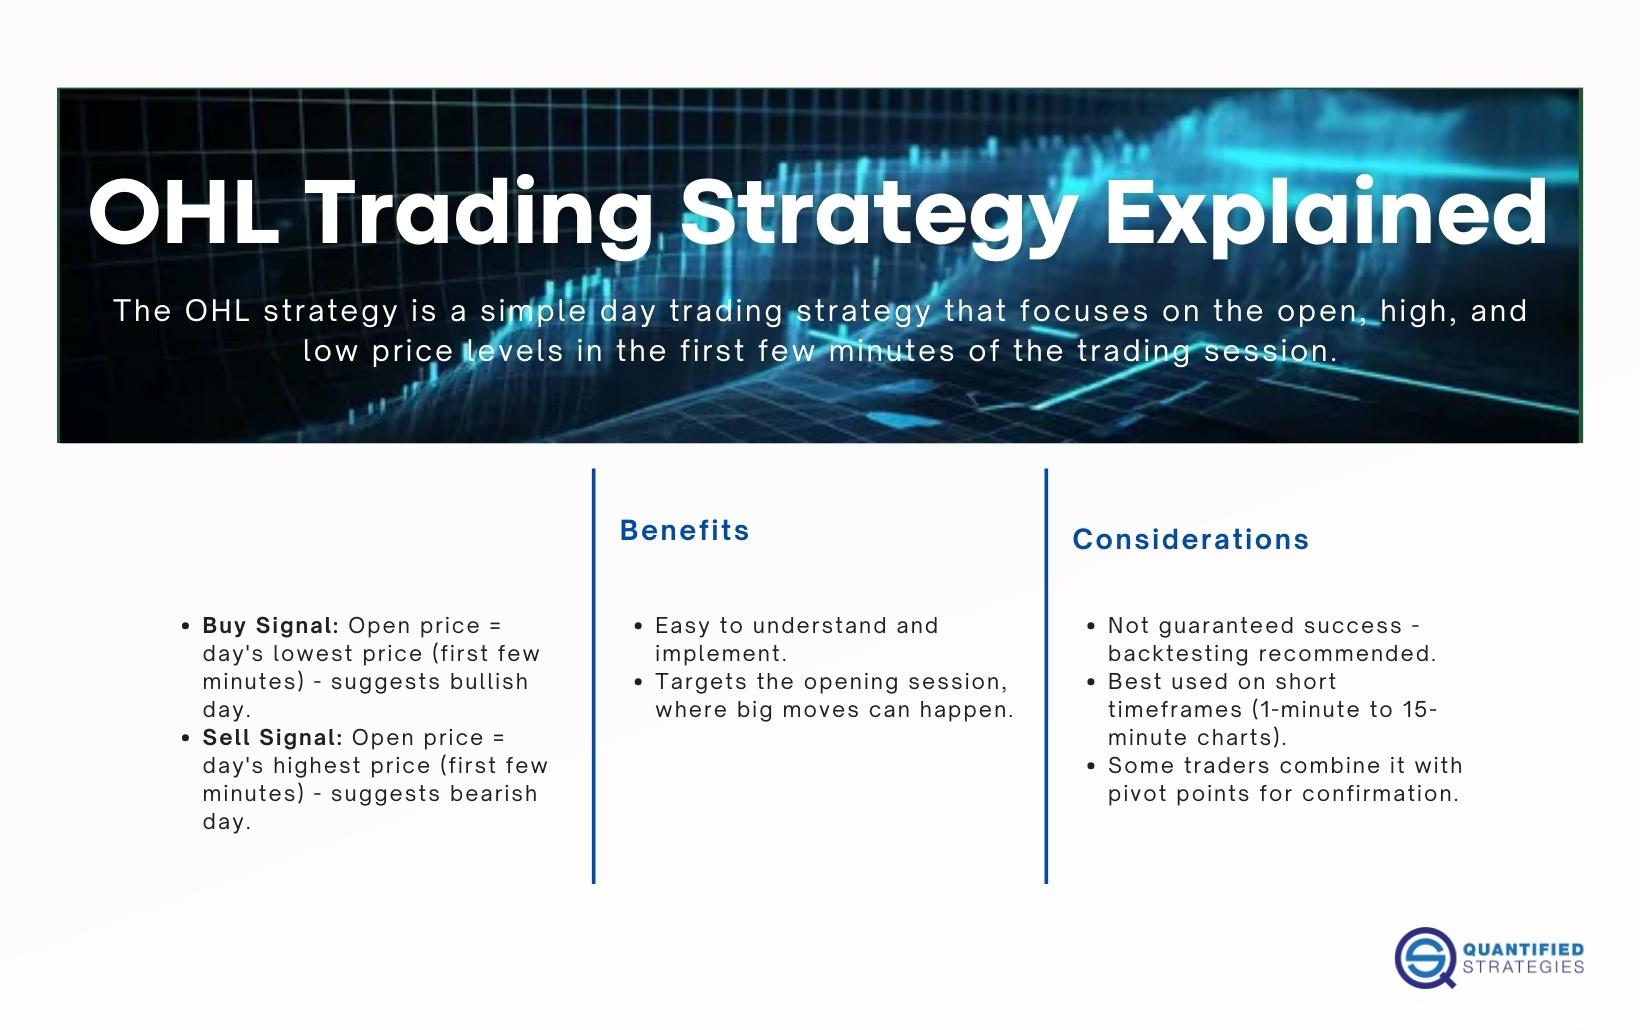 OHL Trading Strategy Explained
The OHL strategy is a simple day trading strategy that focuses on the open, high, and
low price levels in the first few minutes of the trading session.
• Buy Signal: Open price =
day's lowest price (first few
minutes) - suggests bullish
day.
• Sell Signal: Open price =
day's highest price (first few
minutes) - suggests bearish
day.
Benefits
• Easy to understand and
implement.
• Targets the opening session,
where big moves can happen.
Considerations
• Not guaranteed success -
backtesting recommended.
• Best used on short
timeframes (1-minute to 15-
minute charts).
• Some traders combine it with
pivot points for confirmation.
QUANTIFIED
STRATEGIES